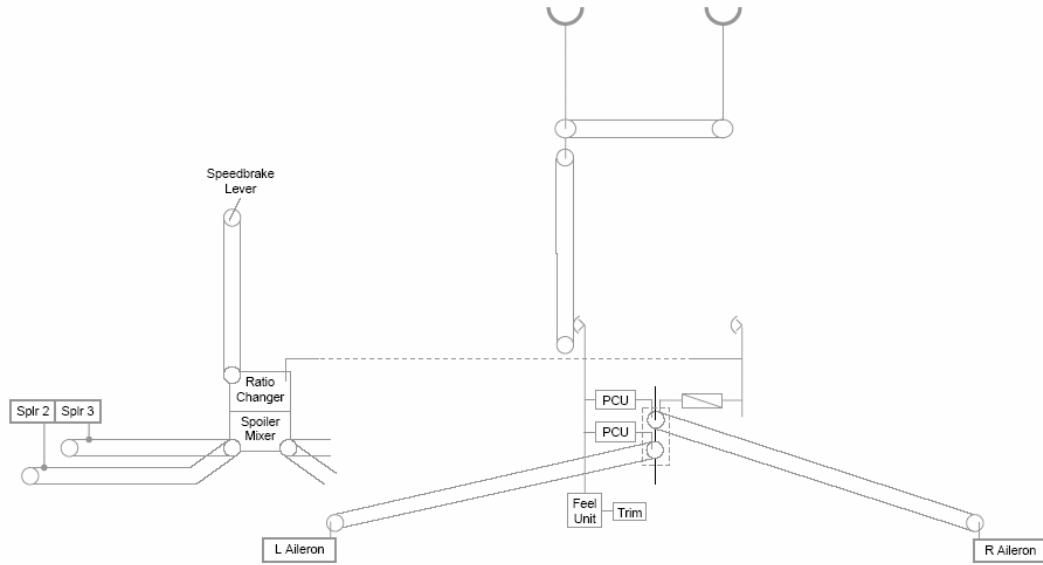 Speedbrake
Lever
Ratio
Changer
Splr 2 Splr 3
Spoiler
Mixer
PCU
PCU
Feel
Unit
Trim
L Aileron
R Aileron